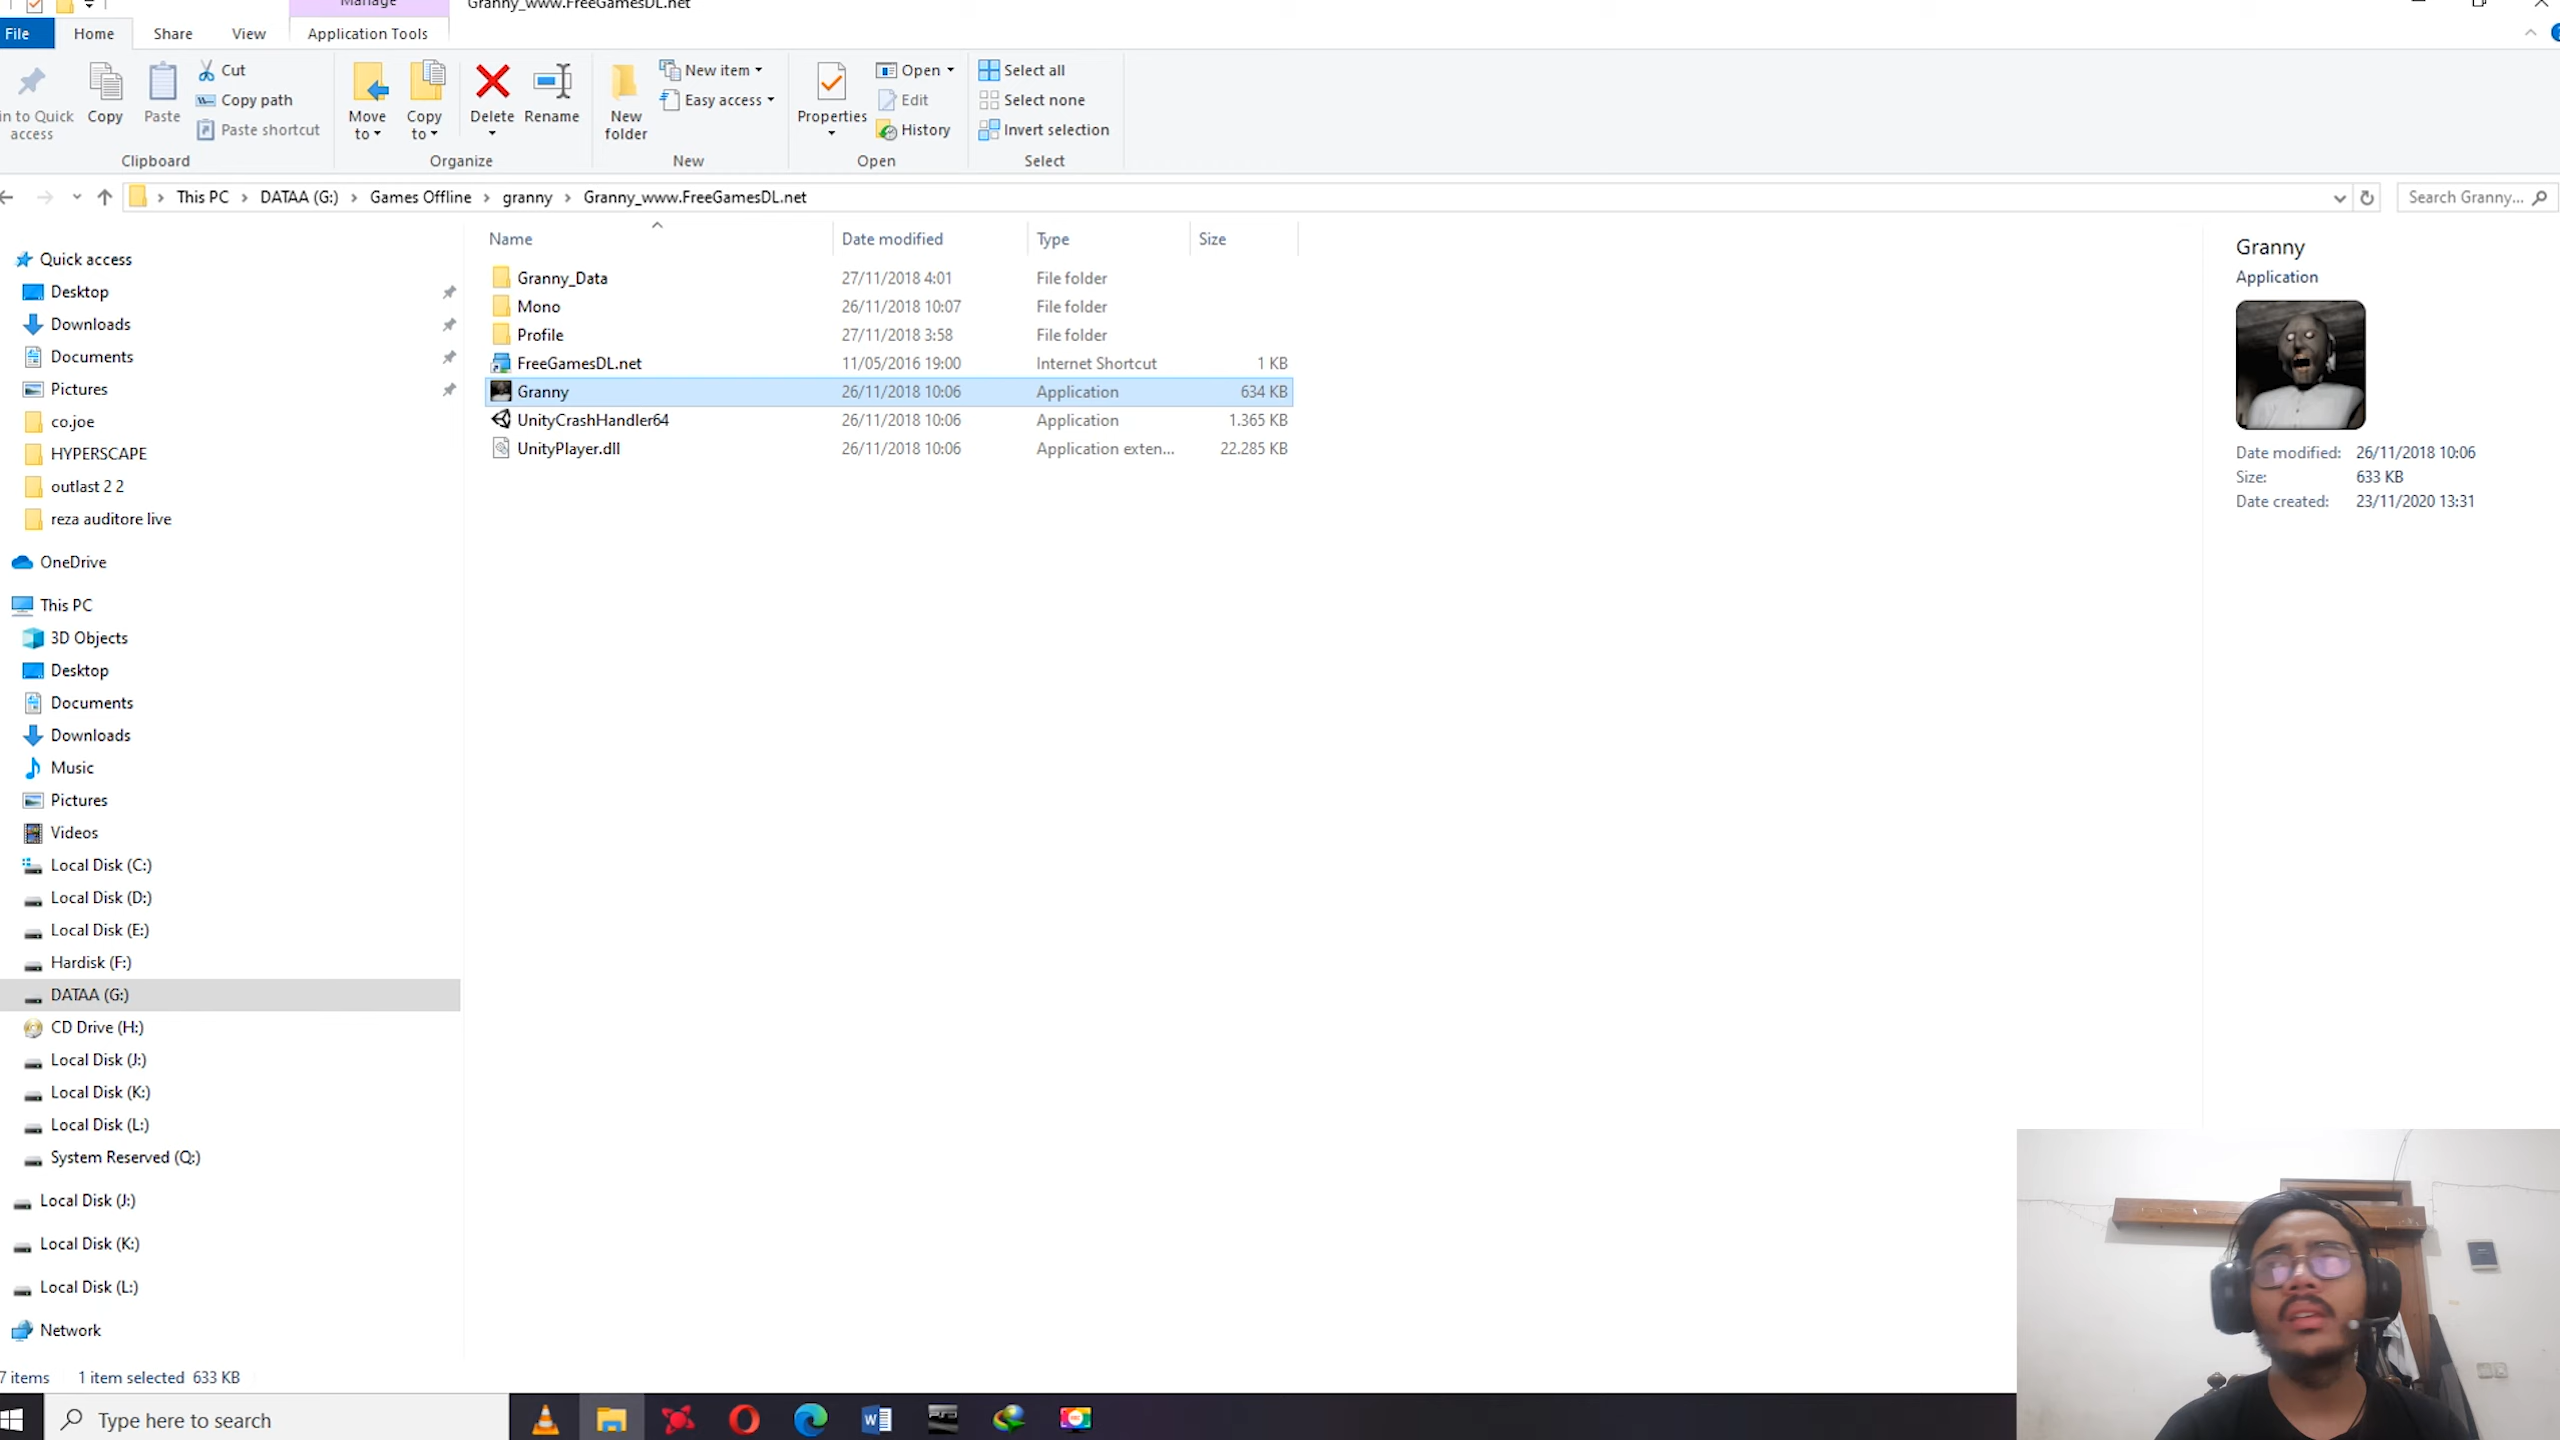 Manage
Granny_www.FreeGamesDL.net
File
Home
Share
View
Application Tools
in to Quick access
Copy
Paste
Cut
Copy path
Paste shortcut
Clipboard
Move to
Copy to
Delete
Rename
Organize
New folder
New item
Easy access
New
Properties
Open
Edit
History
Open
Select all
Select none
Invert selection
Select
This PC
DATAA (G:)
Games Offline
granny
Granny_www.FreeGamesDL.net
Search Granny...
Quick access
Desktop
Downloads
Documents
Pictures
co.joe
HYPERSCAPE
outlast 2 2
reza auditore live
OneDrive
This PC
3D Objects
Desktop
Documents
Downloads
Music
Pictures
Videos
Local Disk (C:)
Local Disk (D:)
Local Disk (E:)
Hardisk (F:)
DATAA (G:)
CD Drive (H:)
Local Disk (J:)
Local Disk (K:)
Local Disk (L:)
System Reserved (Q:)
Local Disk (J:)
Local Disk (K:)
Local Disk (L:)
Network
Name Date modified Type Size
Granny_Data 27/11/2018 4:01 File folder
Mono 26/11/2018 10:07 File folder
Profile 27/11/2018 3:58 File folder
FreeGamesDL.net 11/05/2016 19:00 Internet Shortcut 1 KB
Granny 26/11/2018 10:06 Application 634 KB
UnityCrashHandler64 26/11/2018 10:06 Application 1.365 KB
UnityPlayer.dll 26/11/2018 10:06 Application exten... 22.285 KB
Granny
Application
Date modified: 26/11/2018 10:06
Size: 633 KB
Date created: 23/11/2020 13:31
7 items 1 item selected 633 KB
Type here to search